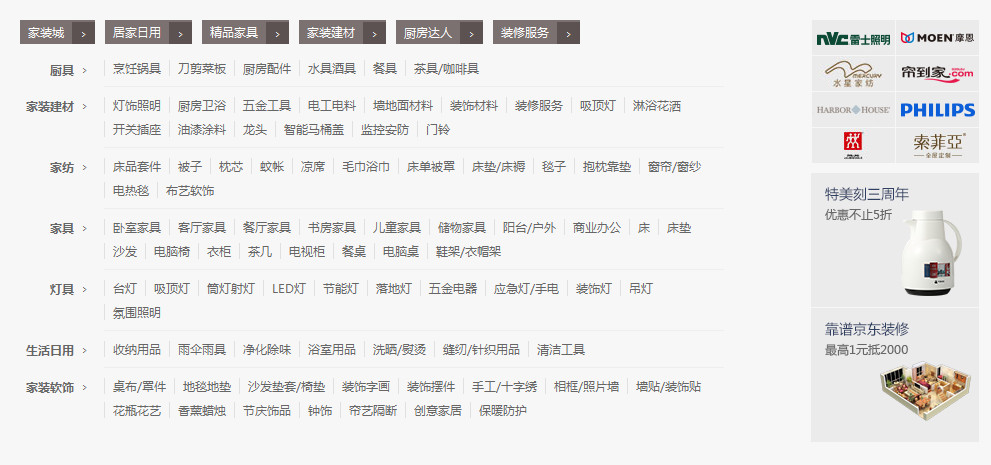 家装城 > 居家日用 > 精品家具 > 家装建材 > 厨房达人 > 装修服务 >
厨具 > 烹饪锅具 刀剪菜板 厨房配件 水具酒具 餐具 茶具/咖啡具
家装建材 > 灯饰照明 厨房卫浴 五金工具 电工电料 墙地面材料 装饰材料 装修服务 吸顶灯 淋浴花洒
开关插座 油漆涂料 龙头 智能马桶盖 监控安防 门铃
家纺 > 床品套件 被子 枕芯 蚊帐 凉席 毛巾浴巾 床单被罩 床垫/床褥 毯子 抱枕靠垫 窗帘/窗纱
电热毯 布艺软饰
家具 > 卧室家具 客厅家具 餐厅家具 书房家具 儿童家具 储物家具 阳台/户外 商业办公 床 床垫
沙发 电脑椅 衣柜 茶几 电视柜 餐桌 电脑桌 鞋架/衣帽架
灯具 > 台灯 吸顶灯 筒灯射灯 LED灯 节能灯 落地灯 五金电器 应急灯/手电 装饰灯 吊灯
氛围照明
生活日用 > 收纳用品 雨伞雨具 净化除味 浴室用品 洗晒/熨烫 缝纫/针织用品 清洁工具
家装软饰 > 桌布/罩件 地毯地垫 沙发垫套/椅垫 装饰字画 装饰摆件 手工/十字绣 相框/照片墙 墙贴/装饰贴
花瓶花艺 香薰蜡烛 节庆饰品 钟饰 帘艺隔断 创意家居 保暖防护
NVC 雷士照明 MOEN 摩恩
MERCURY 水星家纺 帘到家.com
HARBOR HOUSE PHILIPS
索菲亞
全屋定制
特美刻三周年
优惠不止5折
靠谱京东装修
最高1元抵2000